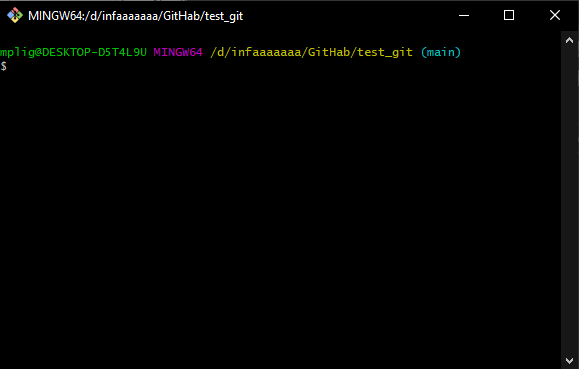 MINGW64:/d/infaaaaaaa/GitHab/test_git
mplig@DESKTOP-D5T4L9U MINGW64 /d/infaaaaaaa/GitHab/test_git (main)
$